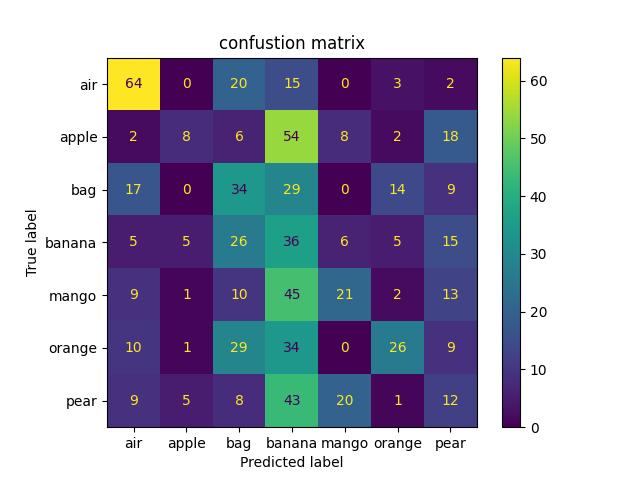 confustion matrix
air 64 0 20 15 0 3 2
apple 2 8 6 54 8 2 18
bag 17 0 34 29 0 14 9
banana 5 5 26 36 6 5 15
mango 9 1 10 45 21 2 13
orange 10 1 29 34 0 26 9
pear 9 5 8 43 20 1 12
air apple bag banana mango orange pear
Predicted label
True label
60
50
40
30
20
10
0